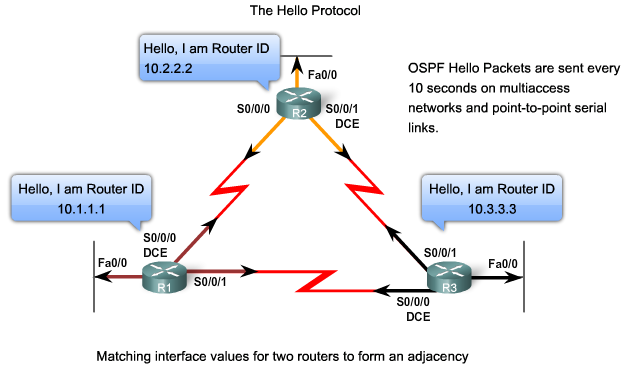 The Hello Protocol
Hello, I am Router ID
10.2.2.2
Fa0/0
OSPF Hello Packets are sent every
10 seconds on multiaccess
networks and point-to-point serial
links.
S0/0/0
S0/0/1
DCE
R2
Hello, I am Router ID
10.1.1.1
Hello, I am Router ID
10.3.3.3
S0/0/0
DCE
Fa0/0
R1
S0/0/1
S0/0/1
Fa0/0
R3
S0/0/0
DCE
Matching interface values for two routers to form an adjacency